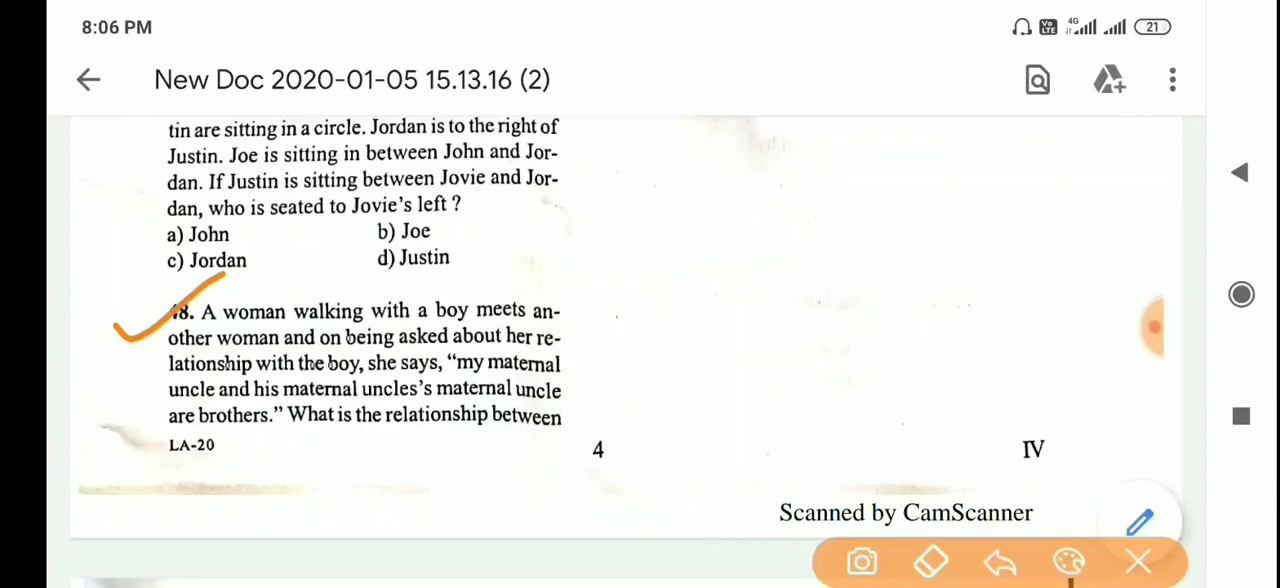 8:06 PM
4G
Vo LTE
21
New Doc 2020-01-05 15.13.16 (2)
tin are sitting in a circle. Jordan is to the right of
Justin. Joe is sitting in between John and Jor-
dan. If Justin is sitting between Jovie and Jor-
dan, who is seated to Jovie's left ?
a) John b) Joe
c) Jordan d) Justin
8. A woman walking with a boy meets an-
other woman and on being asked about her re-
lationship with the boy, she says, “my maternal
uncle and his maternal uncles's maternal uncle
are brothers.” What is the relationship between
LA-20
4
IV
Scanned by CamScanner